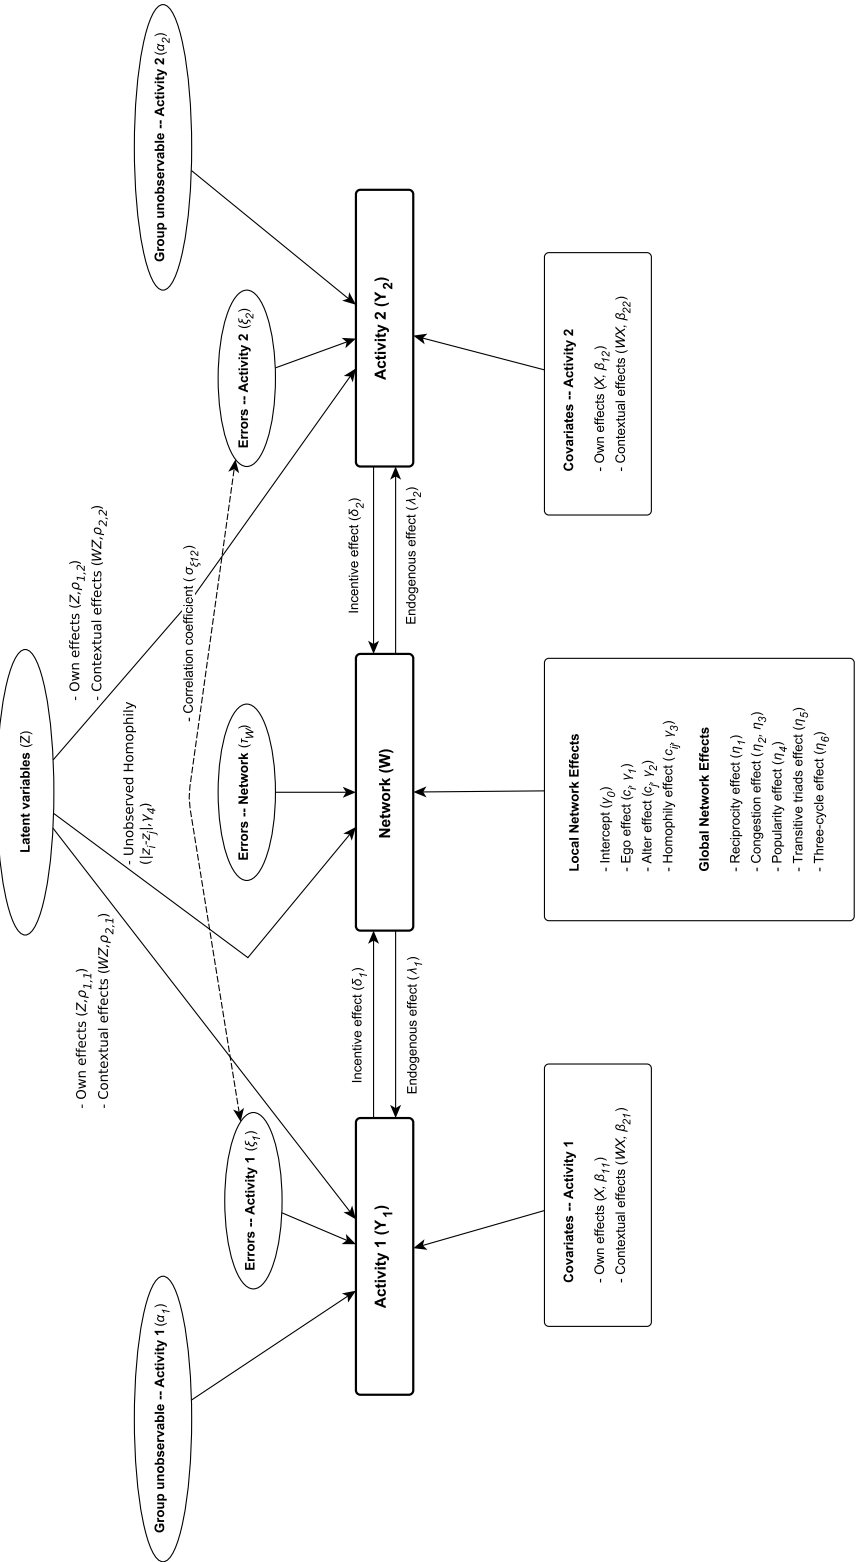 Latent variables (Z)
- Own effects (Z,ρ1,1)
- Contextual effects (WZ,ρ2,1)
- Unobserved Homophily
(|zi-zj|,γ4)
- Own effects (Z,ρ1,2)
- Contextual effects (WZ,ρ2,2)
Group unobservable -- Activity 1 (α1)
Group unobservable -- Activity 2 (α2)
- Correlation coefficient (σξ12)
Errors -- Activity 1 (ξ1)
Errors -- Network (τW)
Errors -- Activity 2 (ξ2)
Activity 1 (Y1)
Incentive effect (δ1)
Endogenous effect (λ1)
Network (W)
Incentive effect (δ2)
Endogenous effect (λ2)
Activity 2 (Y2)
Covariates -- Activity 1
- Own effects (X, β11)
- Contextual effects (WX, β21)
Local Network Effects
- Intercept (γ0)
- Ego effect (ci, γ1)
- Alter effect (cj, γ2)
- Homophily effect (cij, γ3)
Global Network Effects
- Reciprocity effect (η1)
- Congestion effect (η2, η3)
- Popularity effect (η4)
- Transitive triads effect (η5)
- Three-cycle effect (η6)
Covariates -- Activity 2
- Own effects (X, β12)
- Contextual effects (WX, β22)